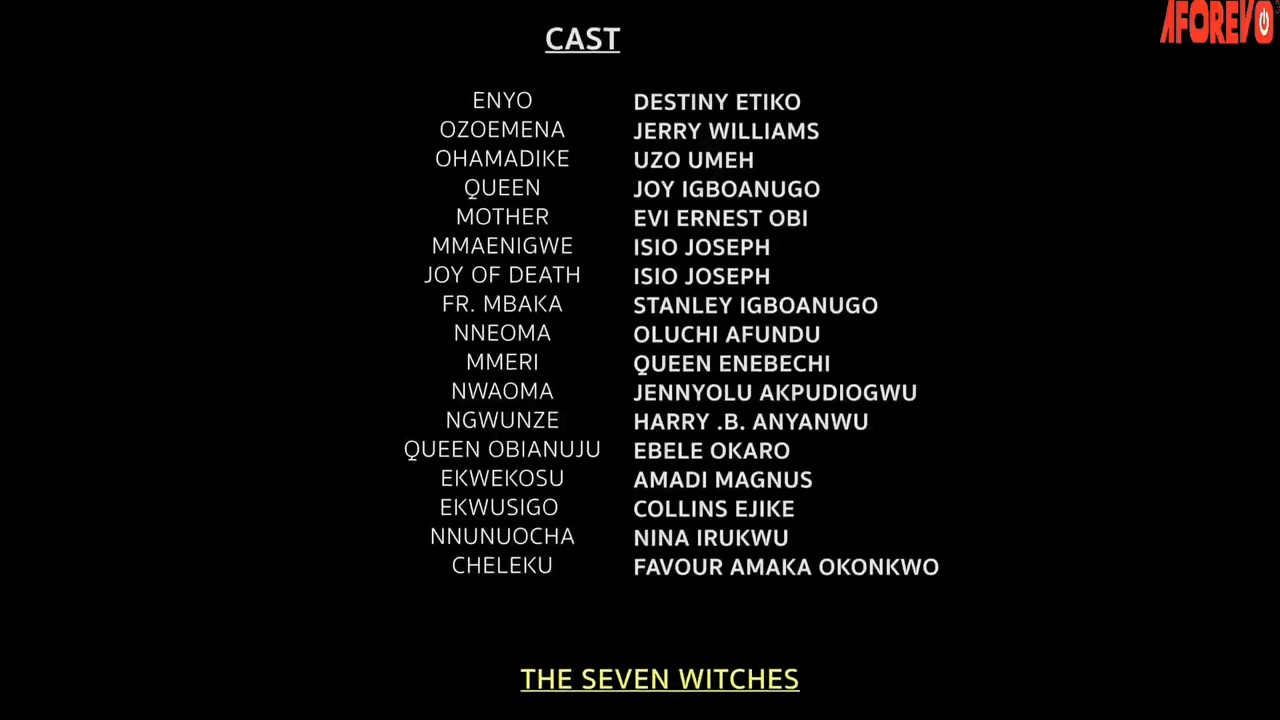 AFOREVO
CAST
ENYO DESTINY ETIKO
OZOEMENA JERRY WILLIAMS
OHAMADIKE UZO UMEH
QUEEN JOY IGBOANUGO
MOTHER EVI ERNEST OBI
MMAENIGWE ISIO JOSEPH
JOY OF DEATH ISIO JOSEPH
FR. MBAKA STANLEY IGBOANUGO
NNEOMA OLUCHI AFUNDU
MMERI QUEEN ENEBECHI
NWAOMA JENNYOLU AKPUDIOGWU
NGWUNZE HARRY .B. ANYANWU
QUEEN OBIANUJU EBELE OKARO
EKWEKOSU AMADI MAGNUS
EKWUSIGO COLLINS EJIKE
NNUNUOCHA NINA IRUKWU
CHELEKU FAVOUR AMAKA OKONKWO
THE SEVEN WITCHES